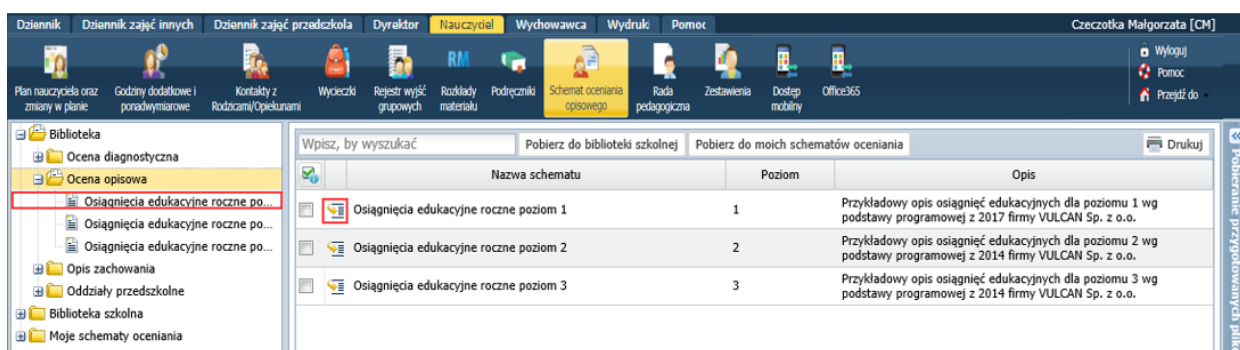 Dziennik Dziennik zajęć innych Dziennik zajęć przedszkola Dyrektor Nauczyciel Wychowawca Wydruki Pomoc Czeczotka Małgorzata [CM]
Plan nauczyciela oraz zmiany w planie
Godziny dodatkowe i ponadwymiarowe
Kontakty z Rodzicami/Opiekunami
Wycieczki
Rejestr wyjść grupowych
RM
Rozkłady materiału
Podręczniki
Schemat oceniania opisowego
Rada pedagogiczna
Zestawienia
Dostęp mobilny
Office365
Wyloguj
Pomoc
Przejdź do
Biblioteka
Ocena diagnostyczna
Ocena opisowa
Osiągnięcia edukacyjne roczne po...
Osiągnięcia edukacyjne roczne po...
Osiągnięcia edukacyjne roczne po...
Opis zachowania
Oddziały przedszkolne
Biblioteka szkolna
Moje schematy oceniania
Wpisz, by wyszukać Pobierz do biblioteki szkolnej Pobierz do moich schematów oceniania Drukuj
Nazwa schematu Poziom Opis
Osiągnięcia edukacyjne roczne poziom 1 1 Przykładowy opis osiągnięć edukacyjnych dla poziomu 1 wg
podstawy programowej z 2017 firmy VULCAN Sp. z o.o.
Osiągnięcia edukacyjne roczne poziom 2 2 Przykładowy opis osiągnięć edukacyjnych dla poziomu 2 wg
podstawy programowej z 2014 firmy VULCAN Sp. z o.o.
Osiągnięcia edukacyjne roczne poziom 3 3 Przykładowy opis osiągnięć edukacyjnych dla poziomu 3 wg
podstawy programowej z 2014 firmy VULCAN Sp. z o.o.
Pobieranie przygotowanych